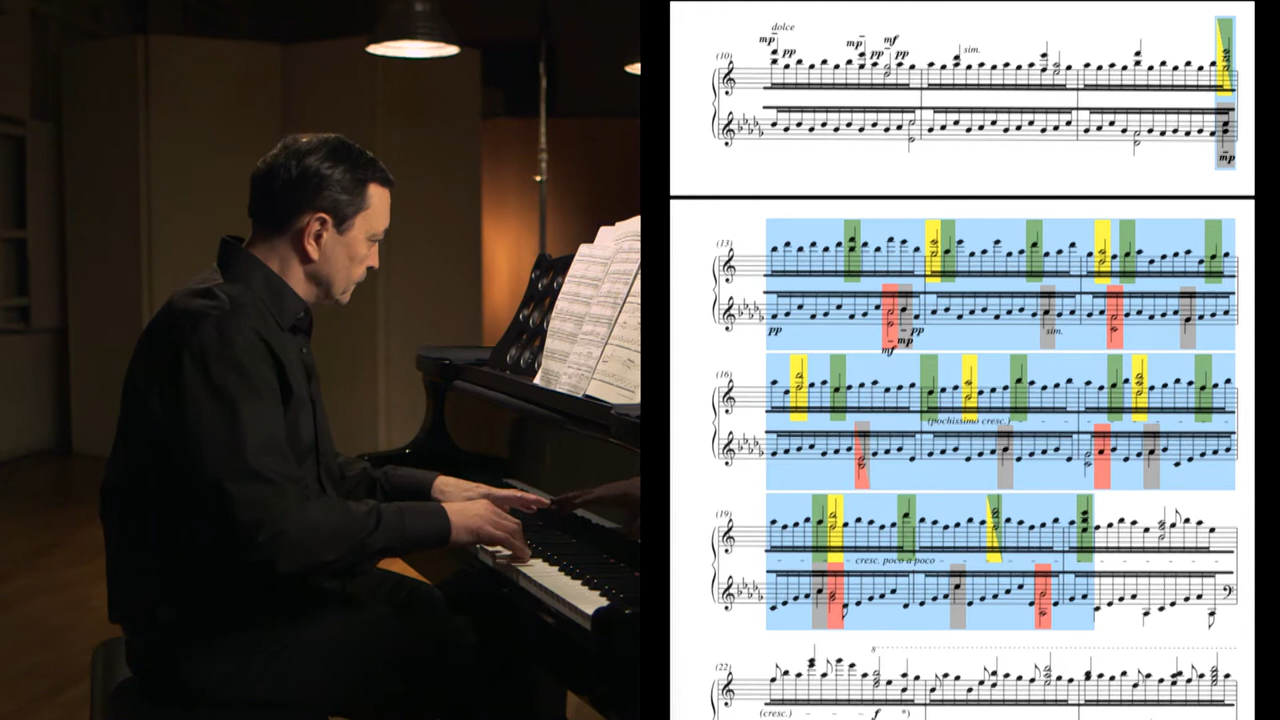 dolce
mp pp mp pp mf pp sim.
(10)
mp
(13)
pp mf mp pp sim.
(16)
(pochissimo cresc.)
(19)
cresc. poco a poco
8
(22)
(cresc.) f *)